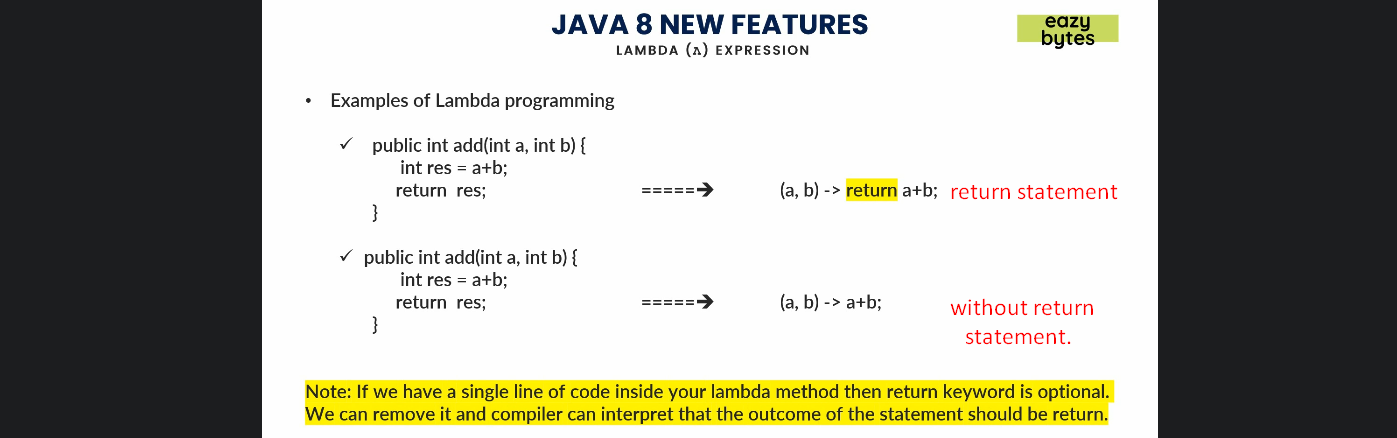 JAVA 8 NEW FEATURES
LAMBDA (Λ) EXPRESSION
eazy
bytes
• Examples of Lambda programming
✓ public int add(int a, int b) {
int res = a+b;
return res; =====➔ (a, b) -> return a+b; return statement
}
✓ public int add(int a, int b) {
int res = a+b;
return res; =====➔ (a, b) -> a+b; without return
statement.
}
Note: If we have a single line of code inside your lambda method then return keyword is optional.
We can remove it and compiler can interpret that the outcome of the statement should be return.